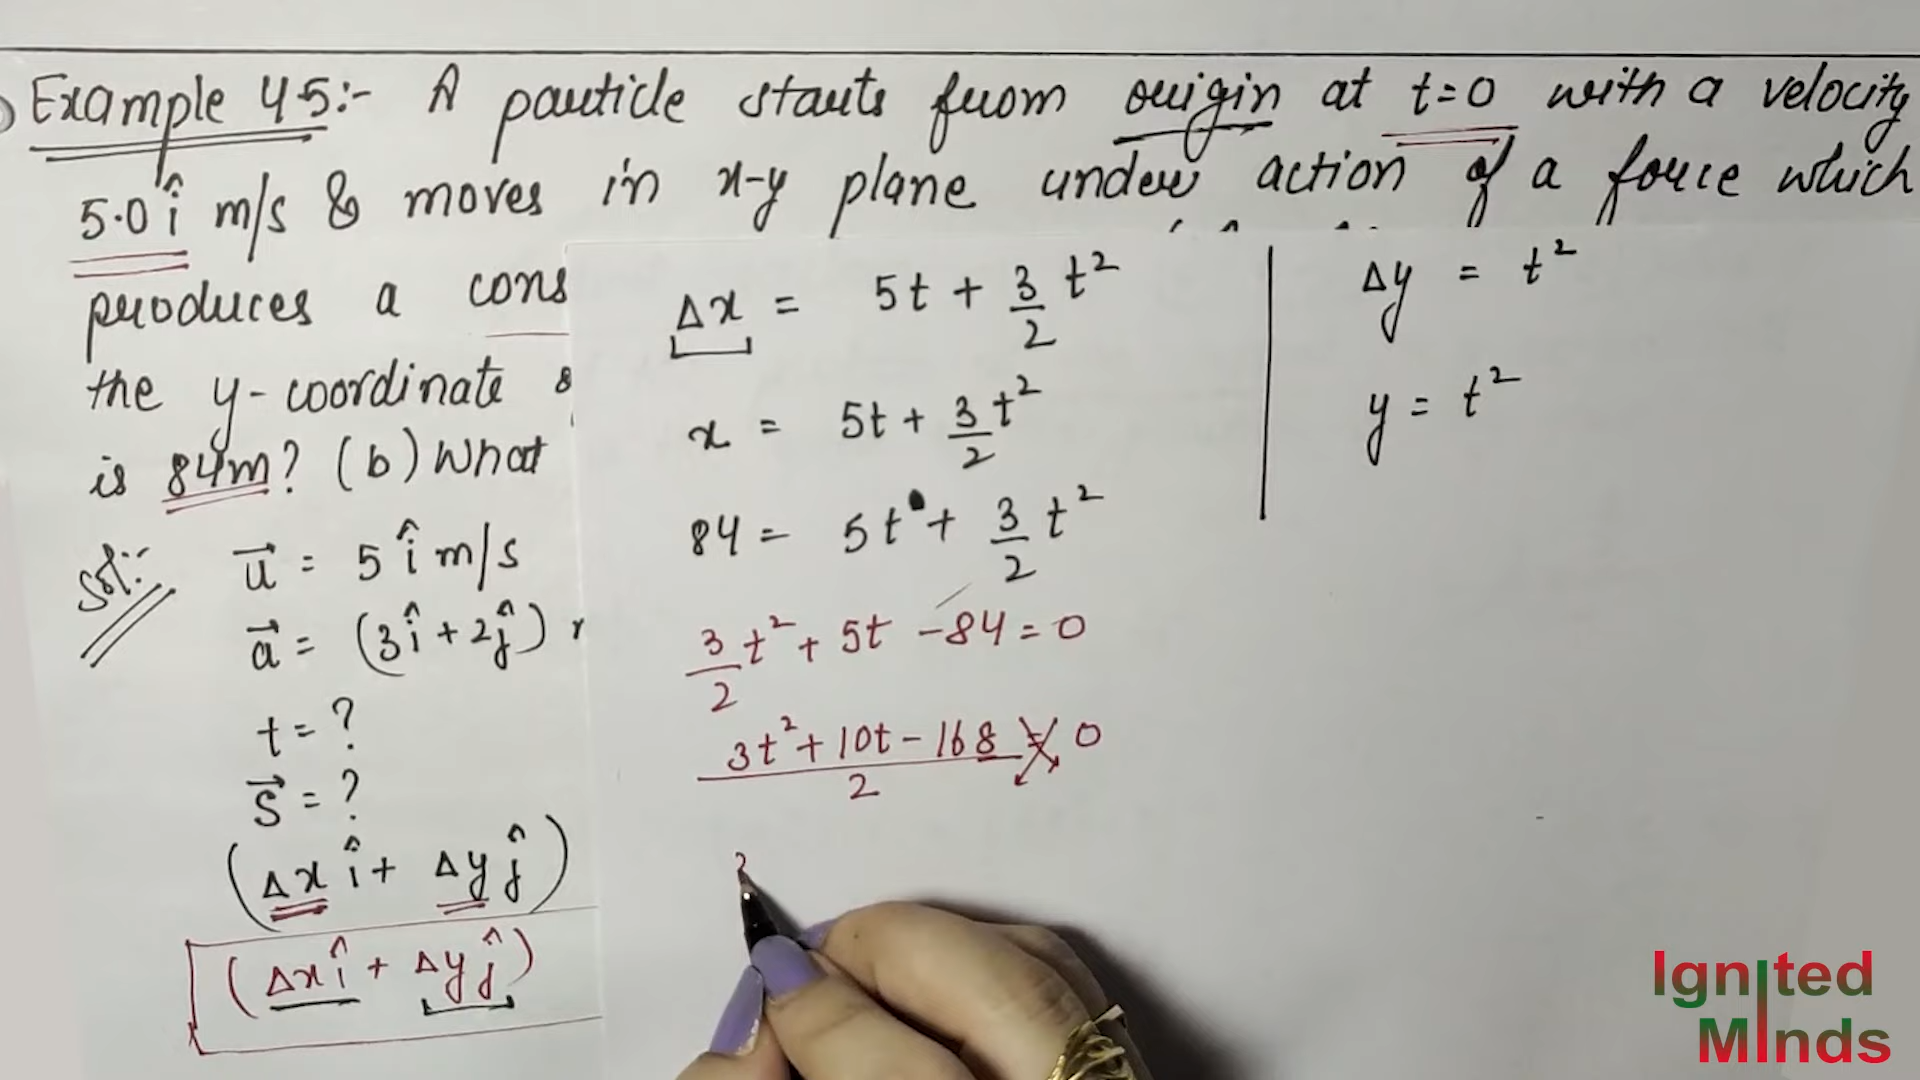 Example 4.5:- A particle starts from origin at t=0 with a velocity
5.0 î m/s & moves in x-y plane under action of a force which
produces a cons
the y-coordinate
is 84m? (b) What
Sol:-
u⃗ = 5 î m/s
a⃗ = (3î + 2ĵ)
t = ?
S⃗ = ?
(Δx î + Δy ĵ)
(Δx î + Δy ĵ)
Δx = 5t + 3/2 t²
x = 5t + 3/2 t²
84 = 5t + 3/2 t²
3/2 t² + 5t - 84 = 0
3t² + 10t - 168 / 2 = 0
Δy = t²
y = t²
Ignited
Minds